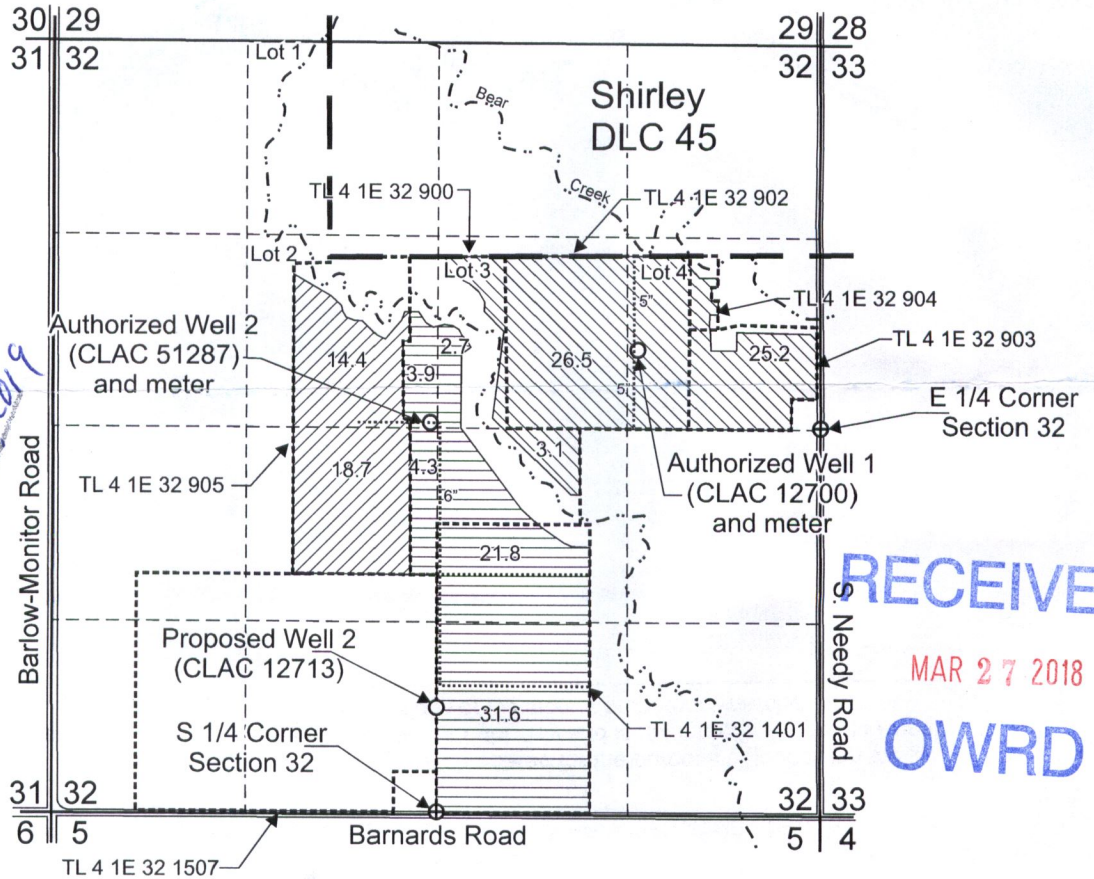 30 29
29 28
31 32
32 33
Lot 1
Shirley
DLC 45
Bear
Creek
TL 4 1E 32 900
TL 4 1E 32 902
Lot 2
Lot 3
Lot 4
5"
TL 4 1E 32 904
Authorized Well 2
(CLAC 51287)
and meter
14.4
2.7
3.9
26.5
25.2
TL 4 1E 32 903
5"
2019
E 1/4 Corner
Section 32
TL 4 1E 32 905
18.7
4.3
6"
3.1
Authorized Well 1
(CLAC 12700)
and meter
21.8
Barlow-Monitor Road
S. Needy Road
RECEIVE
MAR 27 2018
OWRD
Proposed Well 2
(CLAC 12713)
31.6
TL 4 1E 32 1401
S 1/4 Corner
Section 32
31 32
32 33
6 5
Barnards Road
5 4
TL 4 1E 32 1507